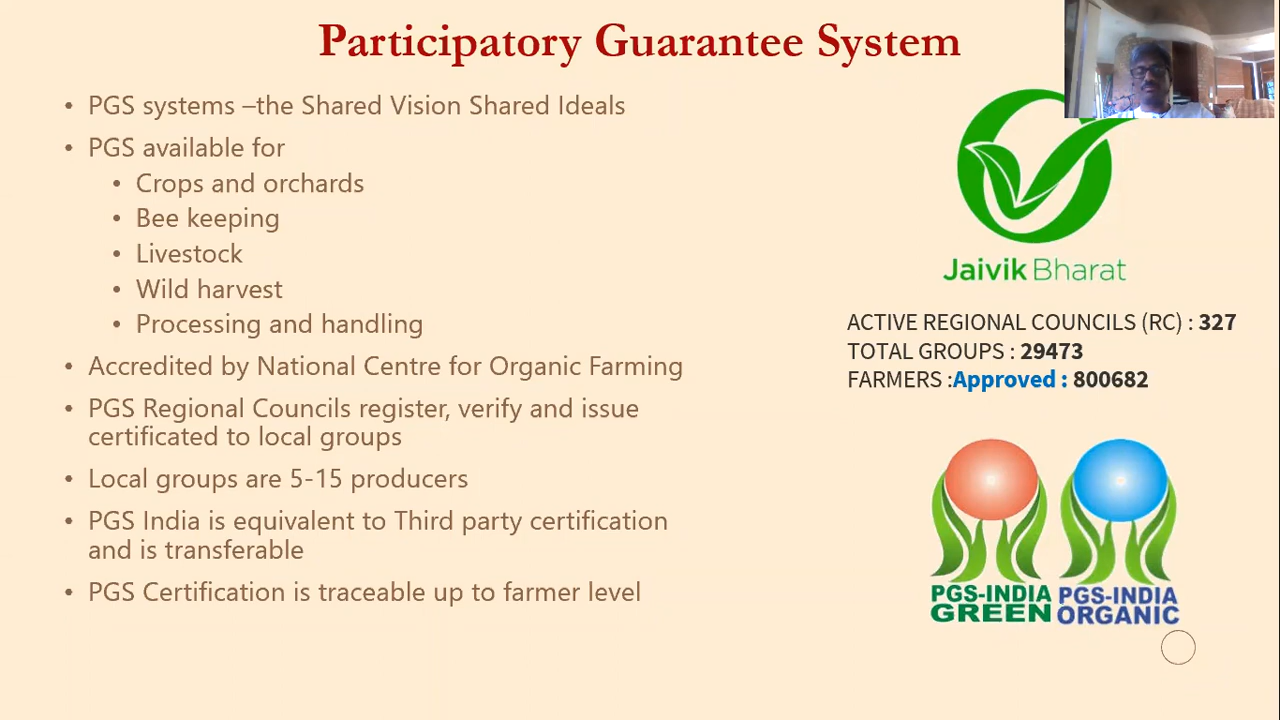 Participatory Guarantee System
• PGS systems –the Shared Vision Shared Ideals
• PGS available for
• Crops and orchards
• Bee keeping
• Livestock
• Wild harvest
• Processing and handling
• Accredited by National Centre for Organic Farming
• PGS Regional Councils register, verify and issue
certificated to local groups
• Local groups are 5-15 producers
• PGS India is equivalent to Third party certification
and is transferable
• PGS Certification is traceable up to farmer level
Jaivik Bharat
ACTIVE REGIONAL COUNCILS (RC) : 327
TOTAL GROUPS : 29473
FARMERS :Approved : 800682
PGS-INDIA
GREEN
PGS-INDIA
ORGANIC